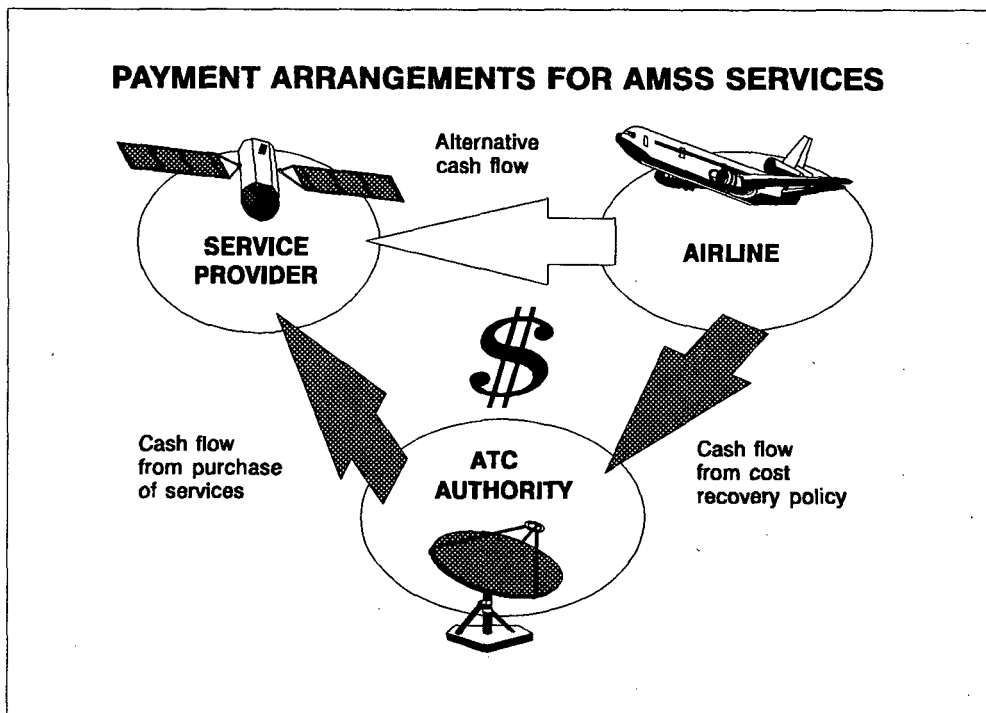 PAYMENT ARRANGEMENTS FOR AMSS SERVICES
Alternative
cash flow
SERVICE
PROVIDER
AIRLINE
$
Cash flow
from purchase
of services
ATC
AUTHORITY
Cash flow
from cost
recovery policy